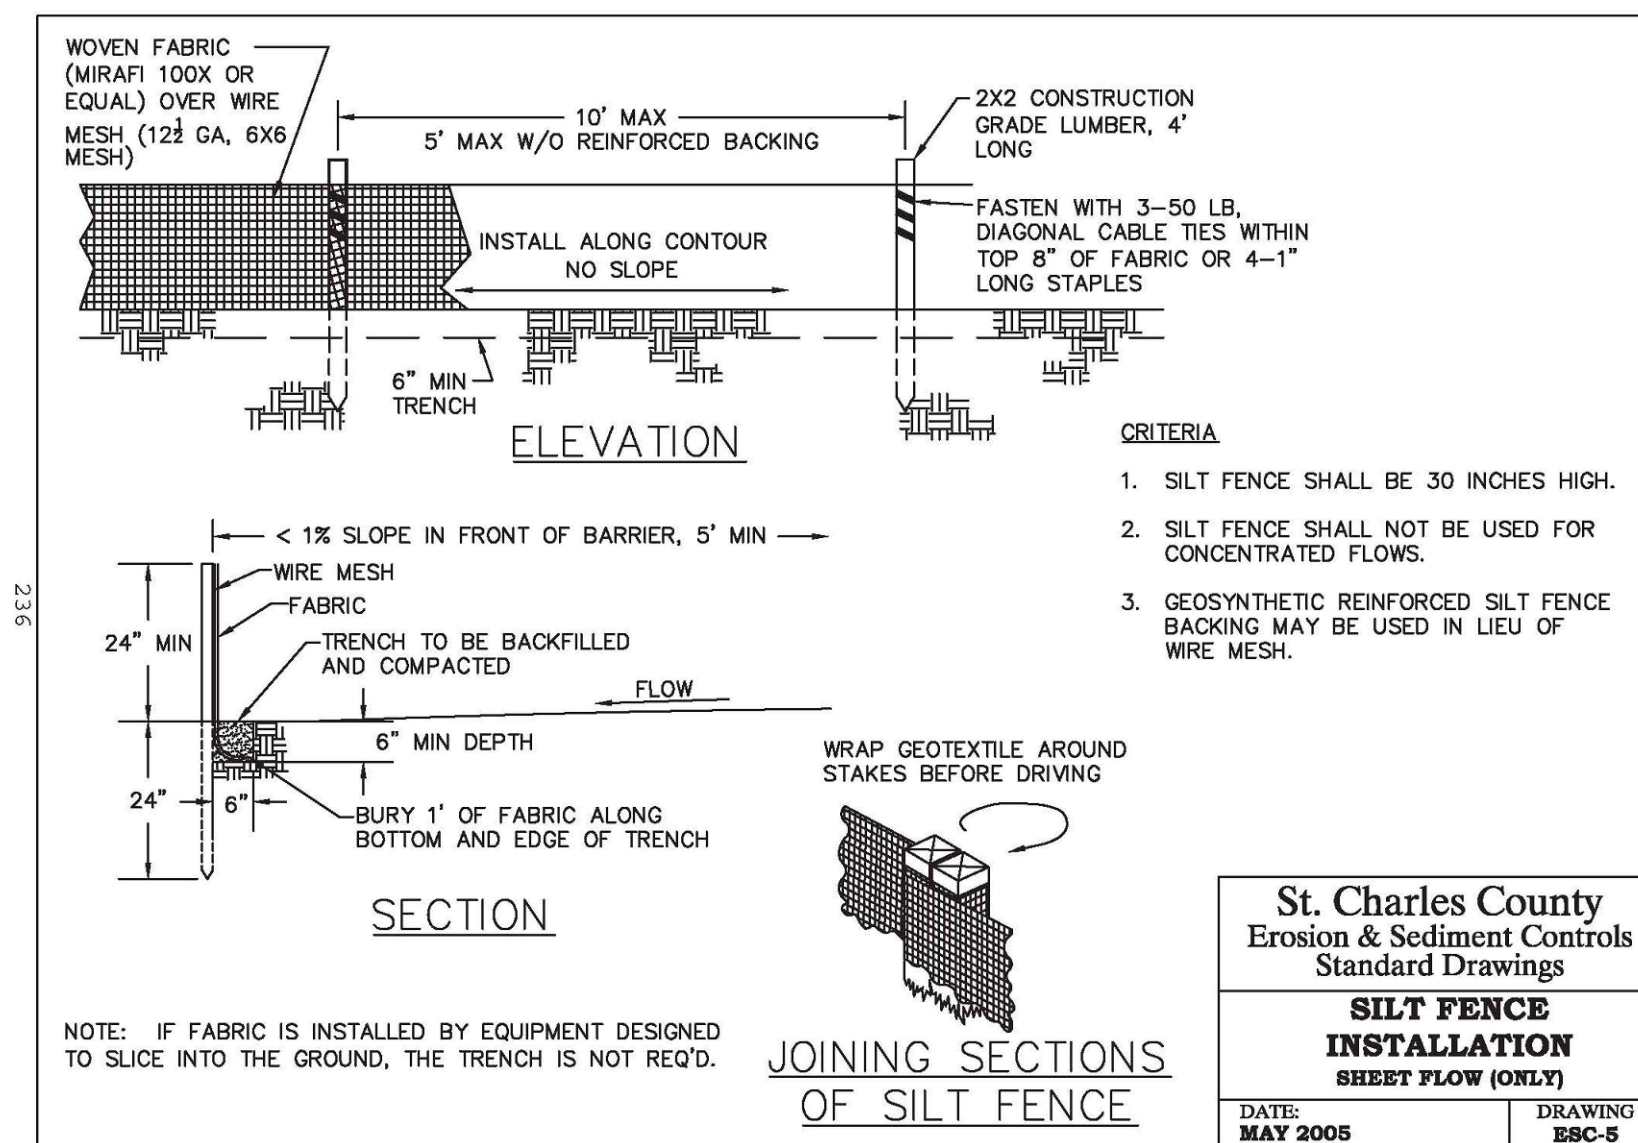 WOVEN FABRIC
(MIRAFI 100X OR
EQUAL) OVER WIRE
MESH (12½ GA, 6X6
MESH)
10' MAX
5' MAX W/O REINFORCED BACKING
2X2 CONSTRUCTION
GRADE LUMBER, 4'
LONG
FASTEN WITH 3–50 LB,
DIAGONAL CABLE TIES WITHIN
TOP 8" OF FABRIC OR 4–1"
LONG STAPLES
INSTALL ALONG CONTOUR
NO SLOPE
6" MIN
TRENCH
ELEVATION
CRITERIA
1. SILT FENCE SHALL BE 30 INCHES HIGH.
2. SILT FENCE SHALL NOT BE USED FOR
CONCENTRATED FLOWS.
3. GEOSYNTHETIC REINFORCED SILT FENCE
BACKING MAY BE USED IN LIEU OF
WIRE MESH.
< 1% SLOPE IN FRONT OF BARRIER, 5' MIN
WIRE MESH
FABRIC
24" MIN
TRENCH TO BE BACKFILLED
AND COMPACTED
FLOW
6" MIN DEPTH
24"
6"
BURY 1' OF FABRIC ALONG
BOTTOM AND EDGE OF TRENCH
SECTION
WRAP GEOTEXTILE AROUND
STAKES BEFORE DRIVING
JOINING SECTIONS
OF SILT FENCE
NOTE: IF FABRIC IS INSTALLED BY EQUIPMENT DESIGNED
TO SLICE INTO THE GROUND, THE TRENCH IS NOT REQ'D.
236
St. Charles County
Erosion & Sediment Controls
Standard Drawings
SILT FENCE
INSTALLATION
SHEET FLOW (ONLY)
DATE:
MAY 2005
DRAWING
ESC-5